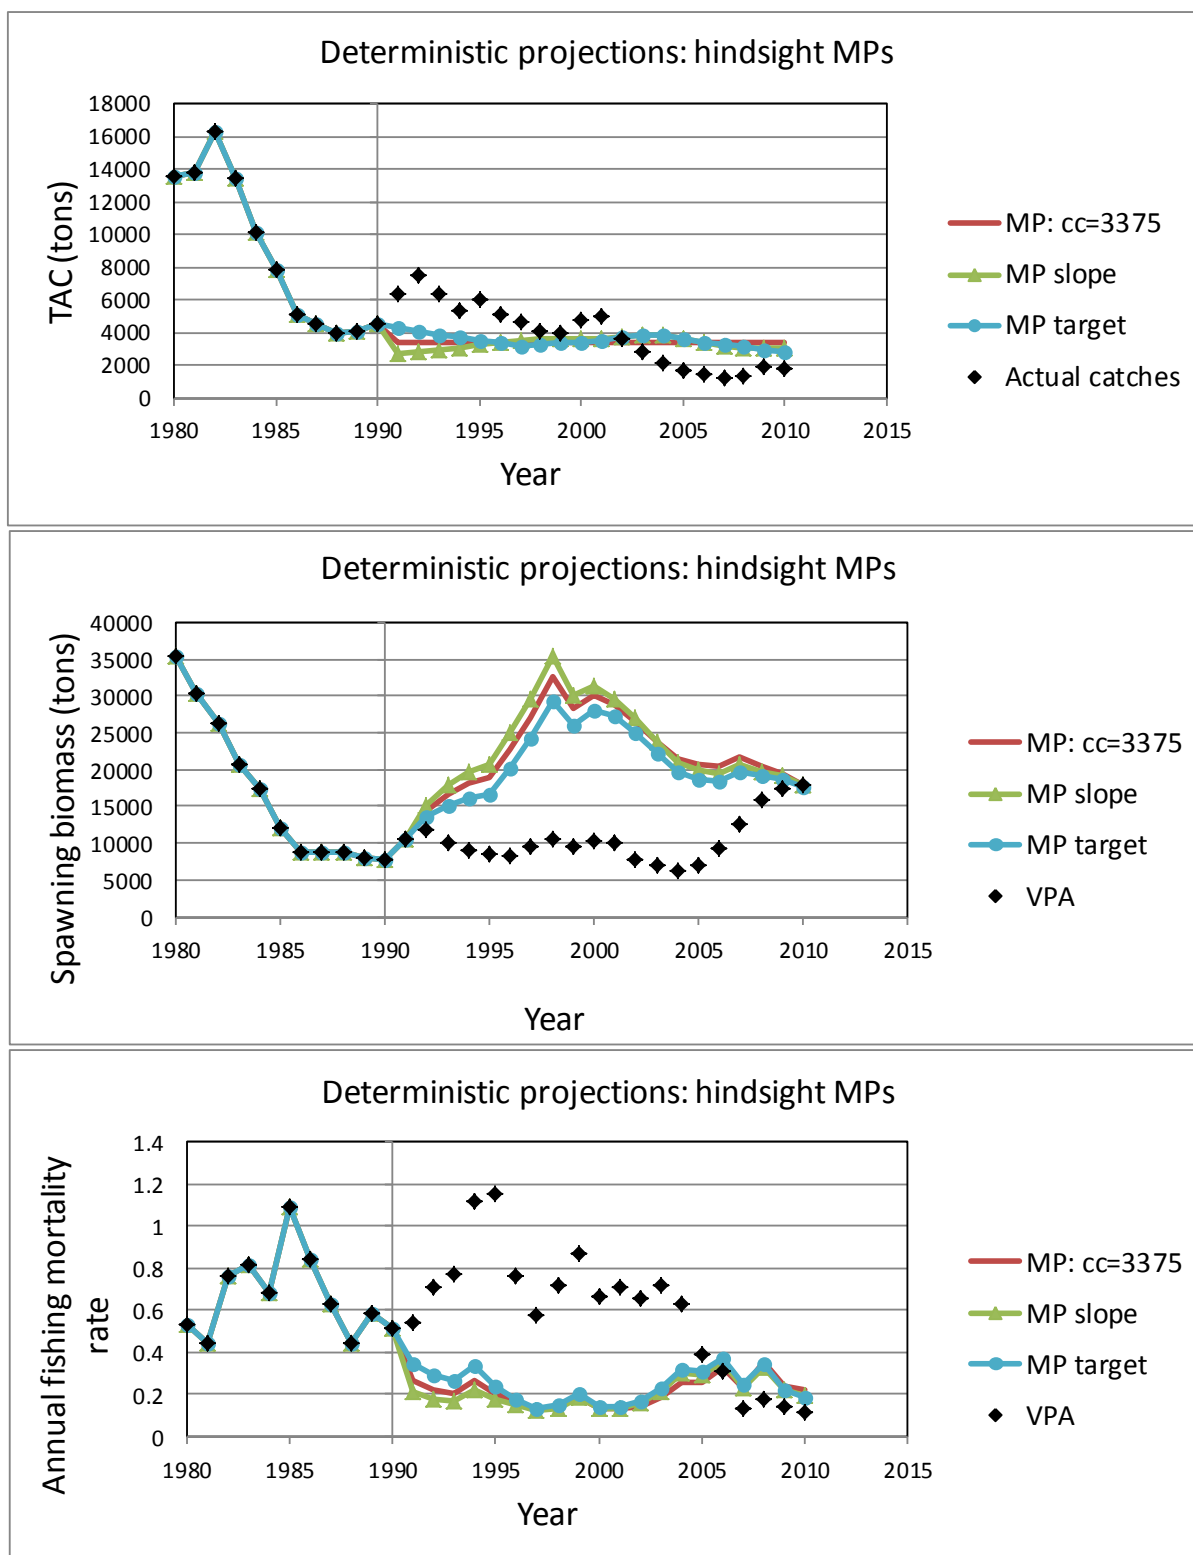 Deterministic projections: hindsight MPs
TAC (tons)
18000
16000
14000
12000
10000
8000
6000
4000
2000
0
1980 1985 1990 1995 2000 2005 2010 2015
Year
MP: cc=3375
MP slope
MP target
Actual catches
Deterministic projections: hindsight MPs
Spawning biomass (tons)
40000
35000
30000
25000
20000
15000
10000
5000
0
1980 1985 1990 1995 2000 2005 2010 2015
Year
MP: cc=3375
MP slope
MP target
VPA
Deterministic projections: hindsight MPs
Annual fishing mortality
rate
1.4
1.2
1
0.8
0.6
0.4
0.2
0
1980 1985 1990 1995 2000 2005 2010 2015
Year
MP: cc=3375
MP slope
MP target
VPA